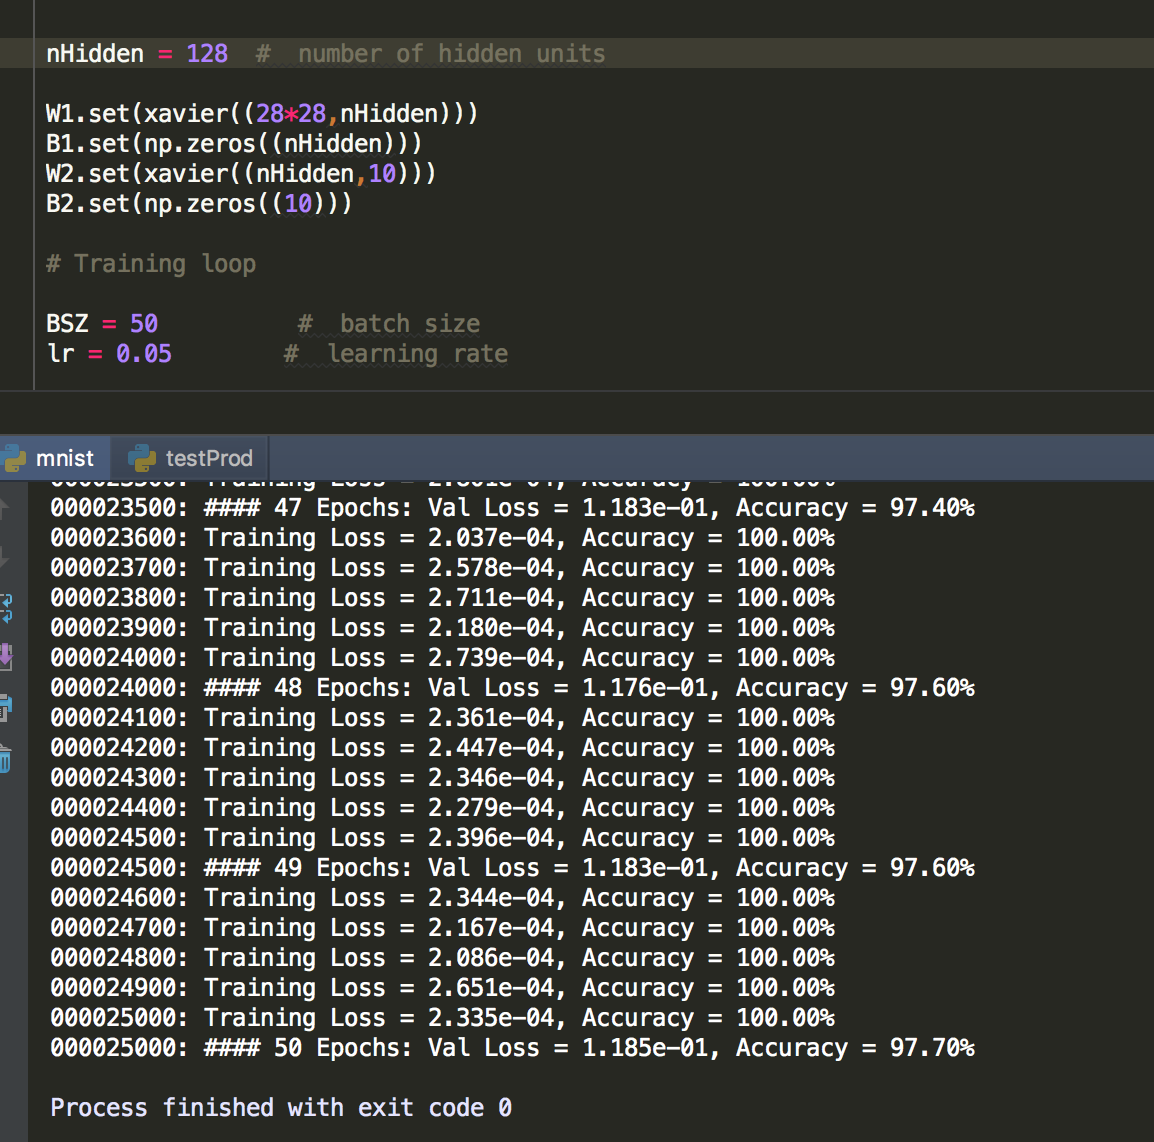 nHidden = 128  #  number of hidden units
W1.set(xavier((28*28,nHidden)))
B1.set(np.zeros((nHidden)))
W2.set(xavier((nHidden,10)))
B2.set(np.zeros((10)))
# Training loop
BSZ = 50          #  batch size
lr = 0.05        #  learning rate
mnist
testProd
Training Loss =
000023500: #### 47 Epochs: Val Loss = 1.183e-01, Accuracy = 97.40%
000023600: Training Loss = 2.037e-04, Accuracy = 100.00%
000023700: Training Loss = 2.578e-04, Accuracy = 100.00%
000023800: Training Loss = 2.711e-04, Accuracy = 100.00%
000023900: Training Loss = 2.180e-04, Accuracy = 100.00%
000024000: Training Loss = 2.739e-04, Accuracy = 100.00%
000024000: #### 48 Epochs: Val Loss = 1.176e-01, Accuracy = 97.60%
000024100: Training Loss = 2.361e-04, Accuracy = 100.00%
000024200: Training Loss = 2.447e-04, Accuracy = 100.00%
000024300: Training Loss = 2.346e-04, Accuracy = 100.00%
000024400: Training Loss = 2.279e-04, Accuracy = 100.00%
000024500: Training Loss = 2.396e-04, Accuracy = 100.00%
000024500: #### 49 Epochs: Val Loss = 1.183e-01, Accuracy = 97.60%
000024600: Training Loss = 2.344e-04, Accuracy = 100.00%
000024700: Training Loss = 2.167e-04, Accuracy = 100.00%
000024800: Training Loss = 2.086e-04, Accuracy = 100.00%
000024900: Training Loss = 2.651e-04, Accuracy = 100.00%
000025000: Training Loss = 2.335e-04, Accuracy = 100.00%
000025000: #### 50 Epochs: Val Loss = 1.185e-01, Accuracy = 97.70%
Process finished with exit code 0